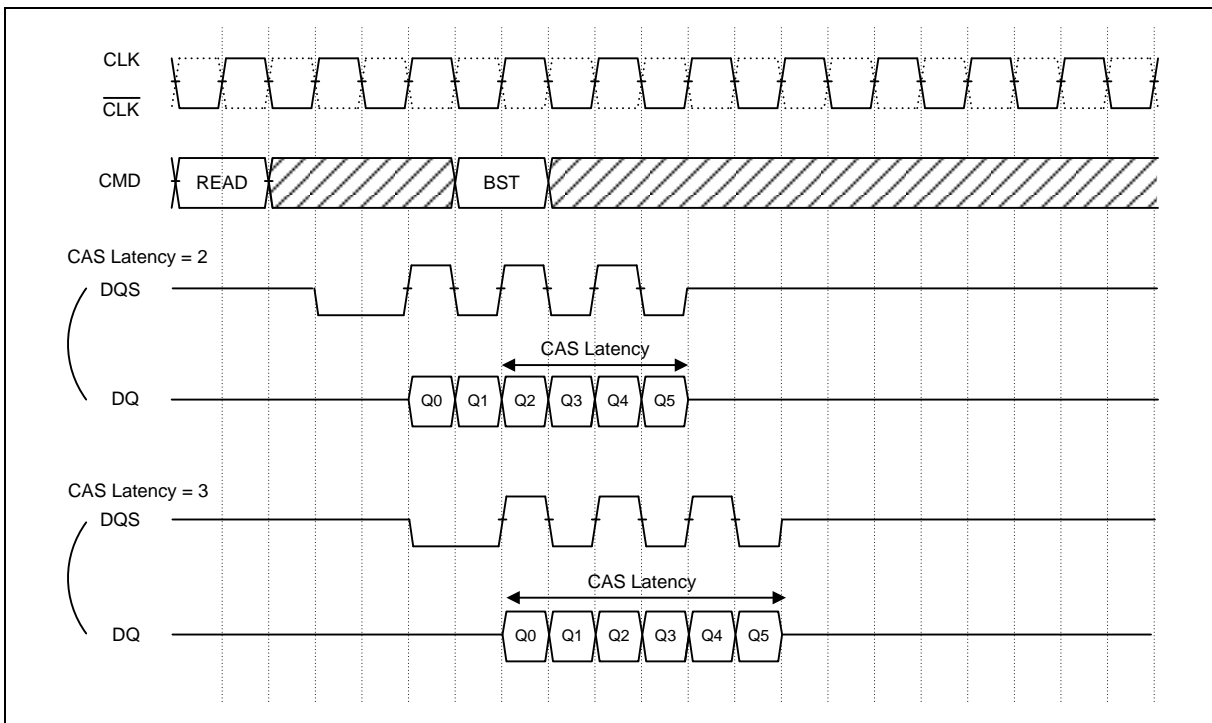 CLK
CLK
CMD READ BST
CAS Latency = 2
DQS
CAS Latency
DQ Q0 Q1 Q2 Q3 Q4 Q5
CAS Latency = 3
DQS
CAS Latency
DQ Q0 Q1 Q2 Q3 Q4 Q5